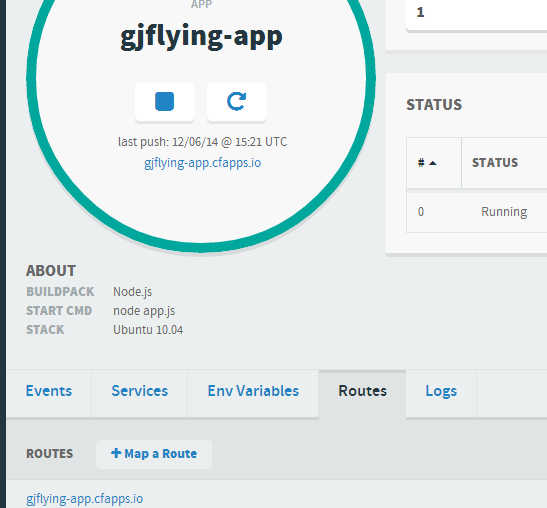 APP
gjflying-app
last push: 12/06/14 @ 15:21 UTC
gjflying-app.cfapps.io
1
STATUS
# STATUS
0 Running
ABOUT
BUILDPACK Node.js
START CMD node app.js
STACK Ubuntu 10.04
Events Services Env Variables Routes Logs
ROUTES Map a Route
gjflying-app.cfapps.io